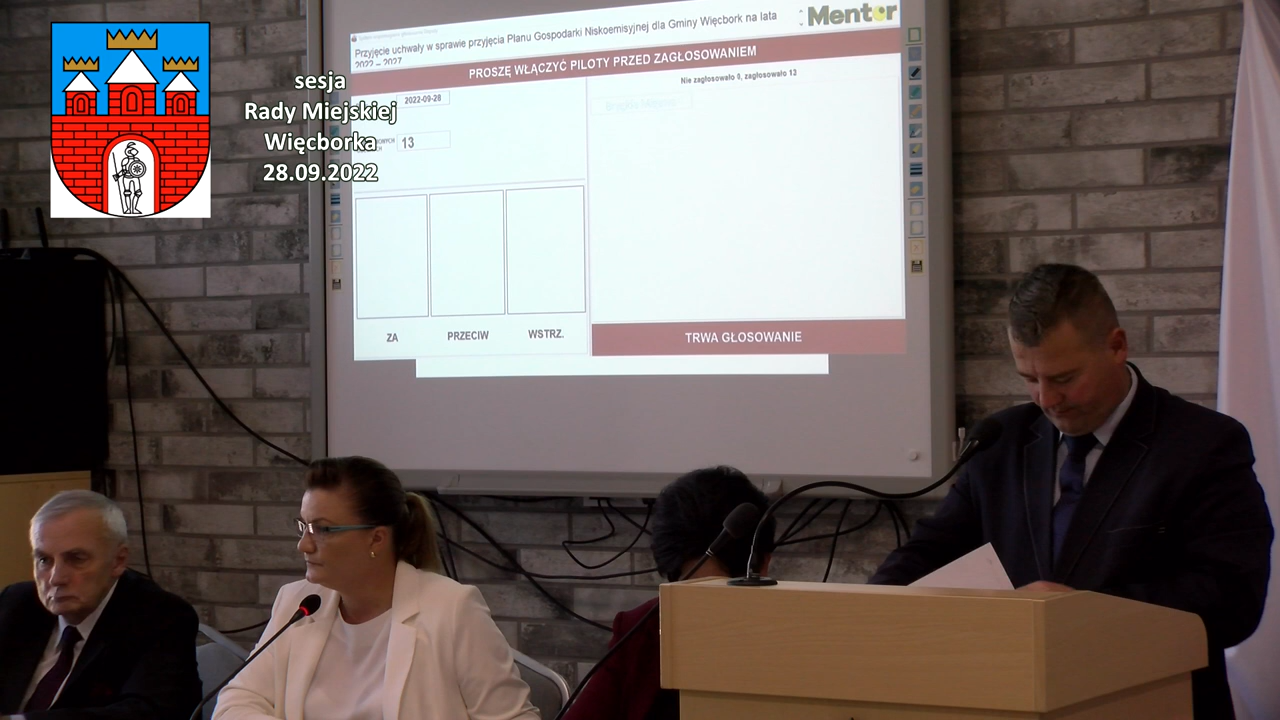 sesja
Rady Miejskiej
Więcborka
28.09.2022
Mentor
Przyjęcie uchwały w sprawie przyjęcia Planu Gospodarki Niskoemisyjnej dla Gminy Więcbork na lata
2022 – 2027
PROSZĘ WŁĄCZYĆ PILOTY PRZED ZAGŁOSOWANIEM
Nie zagłosowało 0, zagłosowało 13
2022-09-28
13
ZA
PRZECIW
WSTRZ.
TRWA GŁOSOWANIE